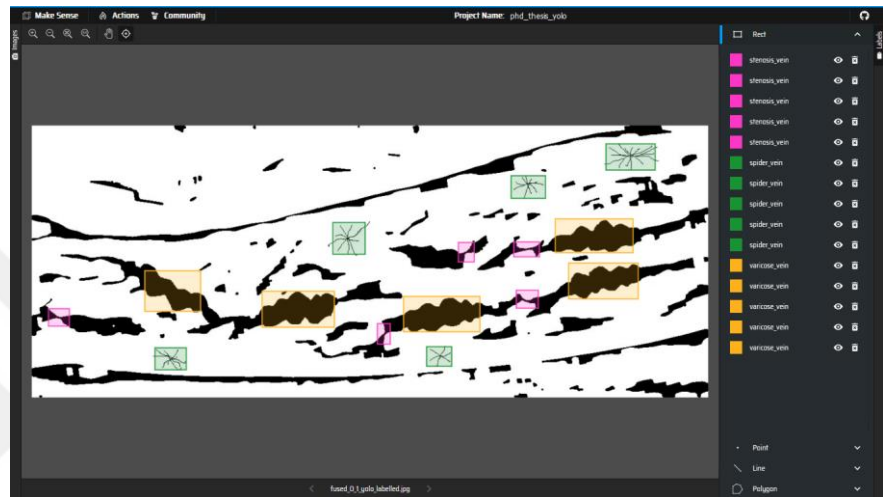 Make Sense Actions Community Project Name: phd_thesis_yolo
Images
Labels
Rect
stenosis_vein
stenosis_vein
stenosis_vein
stenosis_vein
stenosis_vein
spider_vein
spider_vein
spider_vein
spider_vein
spider_vein
varicose_vein
varicose_vein
varicose_vein
varicose_vein
varicose_vein
Point
Line
Polygon
fused_0_1_yolo_labelled.jpg